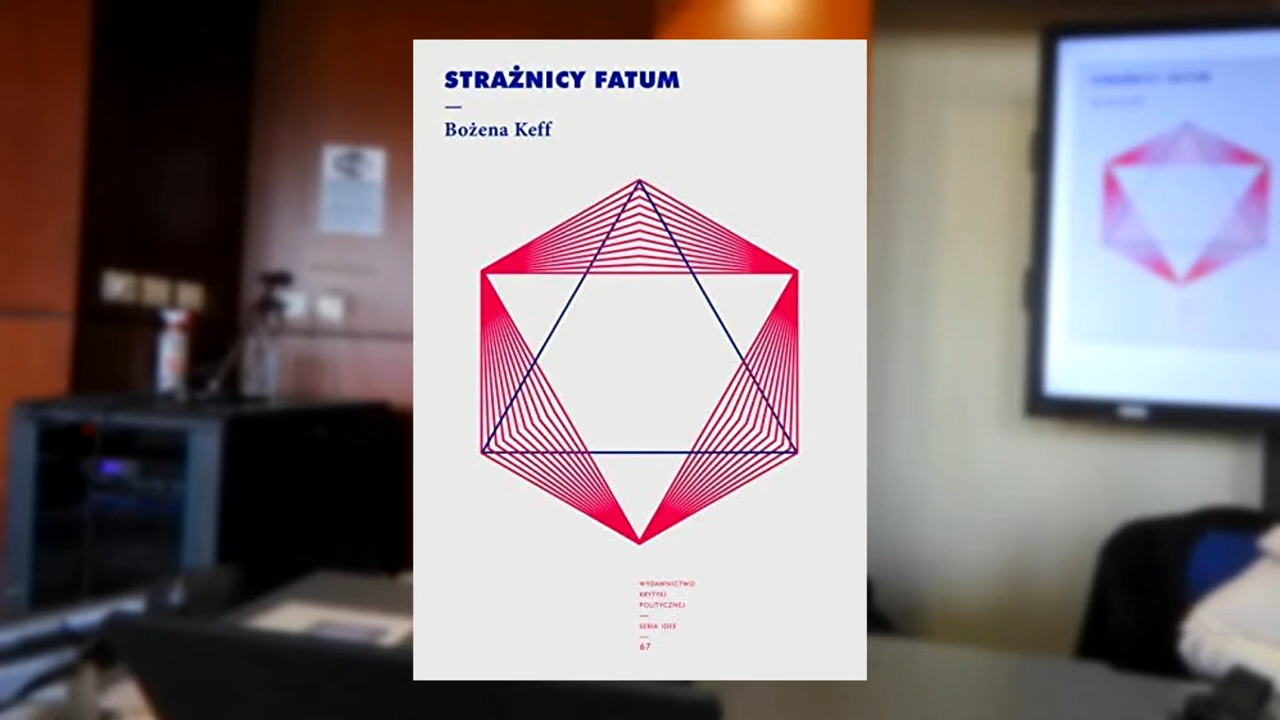 STRAŻNICY FATUM
—
Bożena Keff
WYDAWNICTWO
KRYTYKI
POLITYCZNEJ
—
SERIA IDEE
—
67